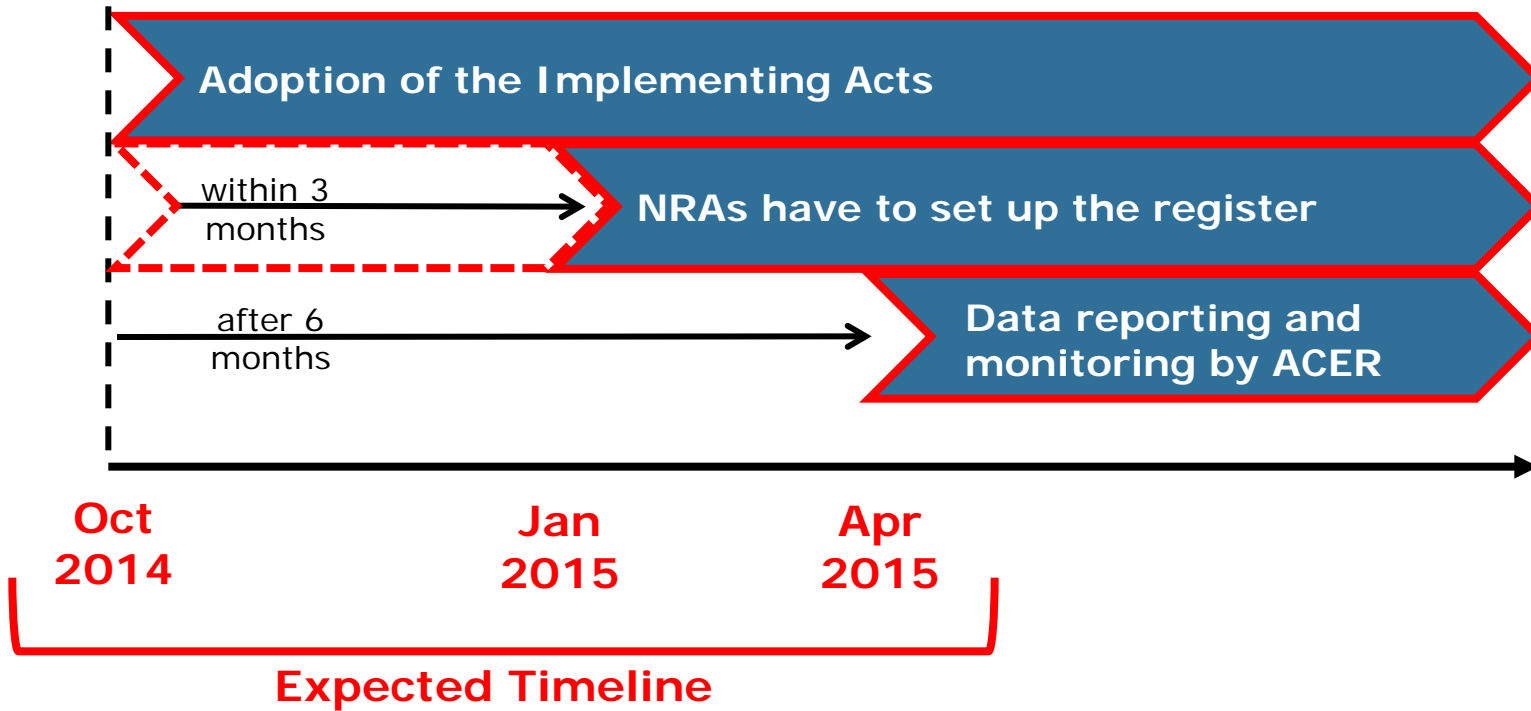 Adoption of the Implementing Acts
within 3
months
NRAs have to set up the register
after 6
months
Data reporting and
monitoring by ACER
Oct
2014
Jan
2015
Apr
2015
Expected Timeline